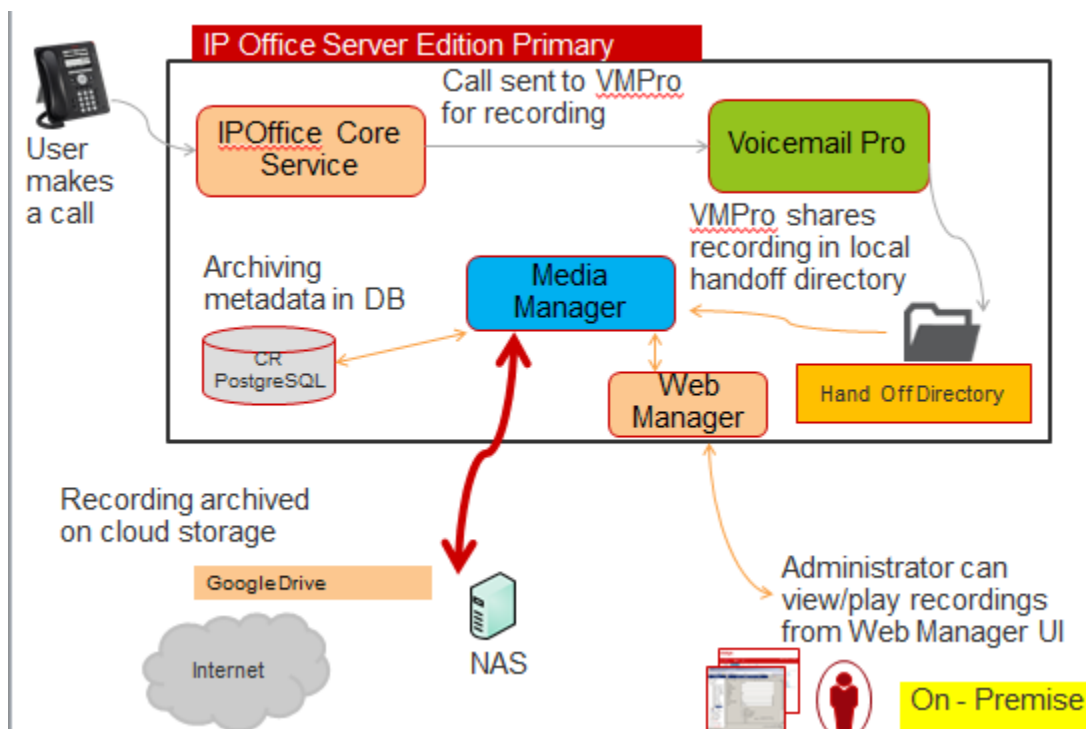 IP Office Server Edition Primary
User
makes
a call
IPOffice Core
Service
Call sent to VMPro
for recording
Voicemail Pro
VMPro shares
recording in local
handoff directory
Archiving
metadata in DB
Media
Manager
CR
PostgreSQL
Web
Manager
Hand Off Directory
Recording archived
on cloud storage
GoogleDrive
Internet
NAS
Administrator can
view/play recordings
from Web Manager UI
On - Premise